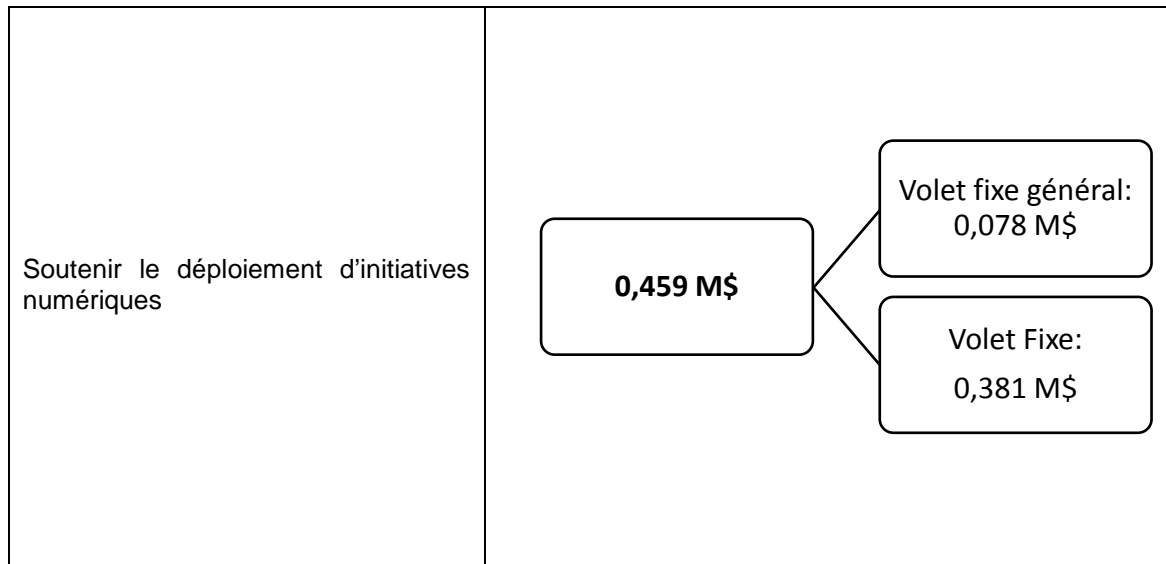 Soutenir le déploiement d'initiatives
numériques
0,459 M$
Volet fixe général:
0,078 M$
Volet Fixe:
0,381 M$